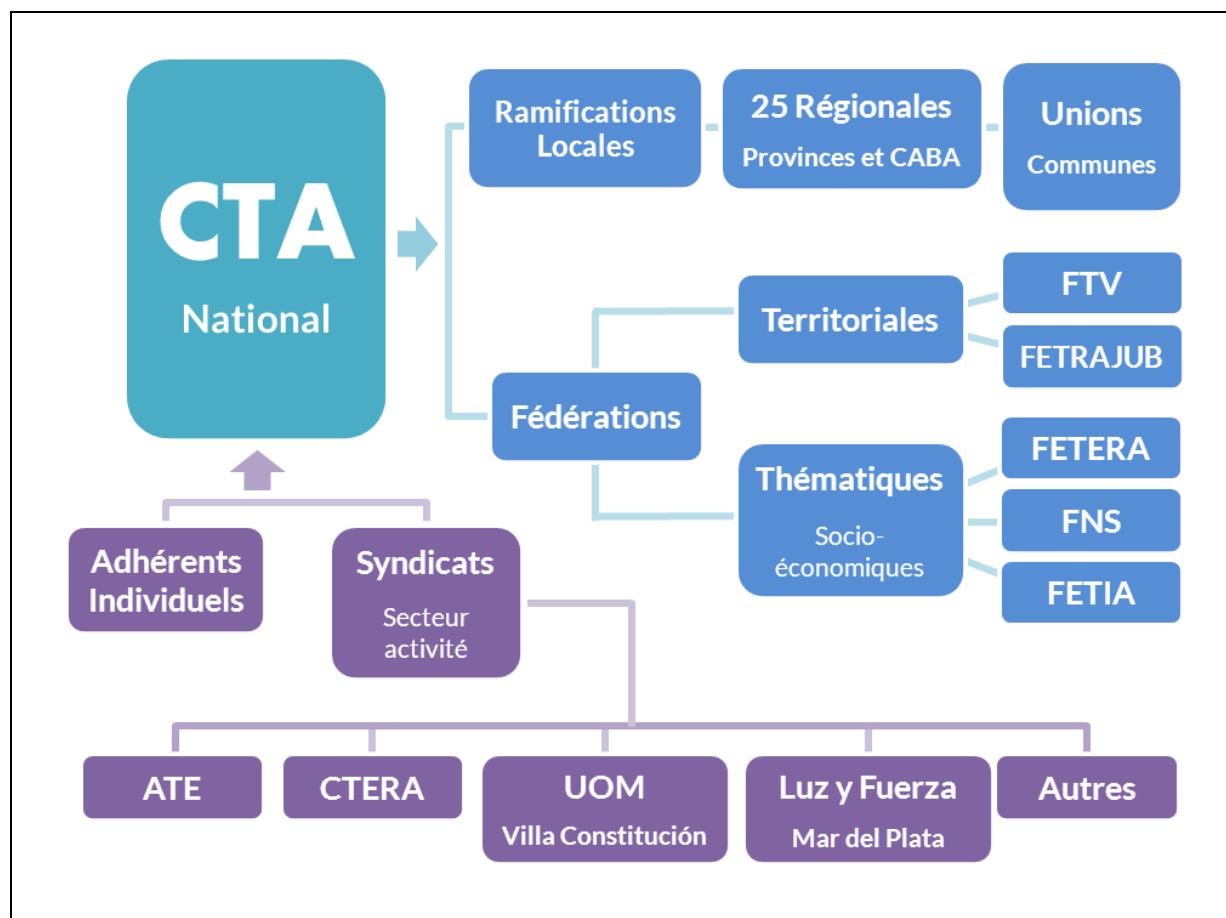 CTA
National
Ramifications
Locales
25 Régionales
Provinces et CABA
Unions
Communes
Fédérations
Territoriales
FTV
FETRAJUB
Thématiques
Socio-
économiques
FETERA
FNS
FETIA
Adhérents
Individuels
Syndicats
Secteur
activité
ATE
CTERA
UOM
Villa Constitución
Luz y Fuerza
Mar del Plata
Autres